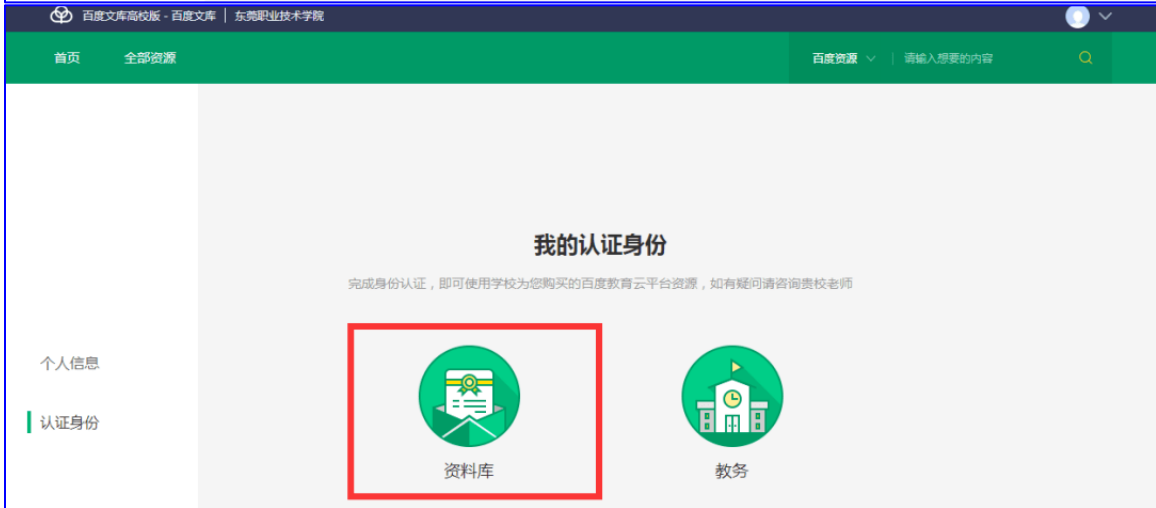 百度文库高校版 - 百度文库 | 东莞职业技术学院
首页 全部资源 百度资源 请输入想要的内容
我的认证身份
完成身份认证，即可使用学校为您购买的百度教育云平台资源，如有疑问请咨询贵校老师
个人信息
认证身份
资料库 教务